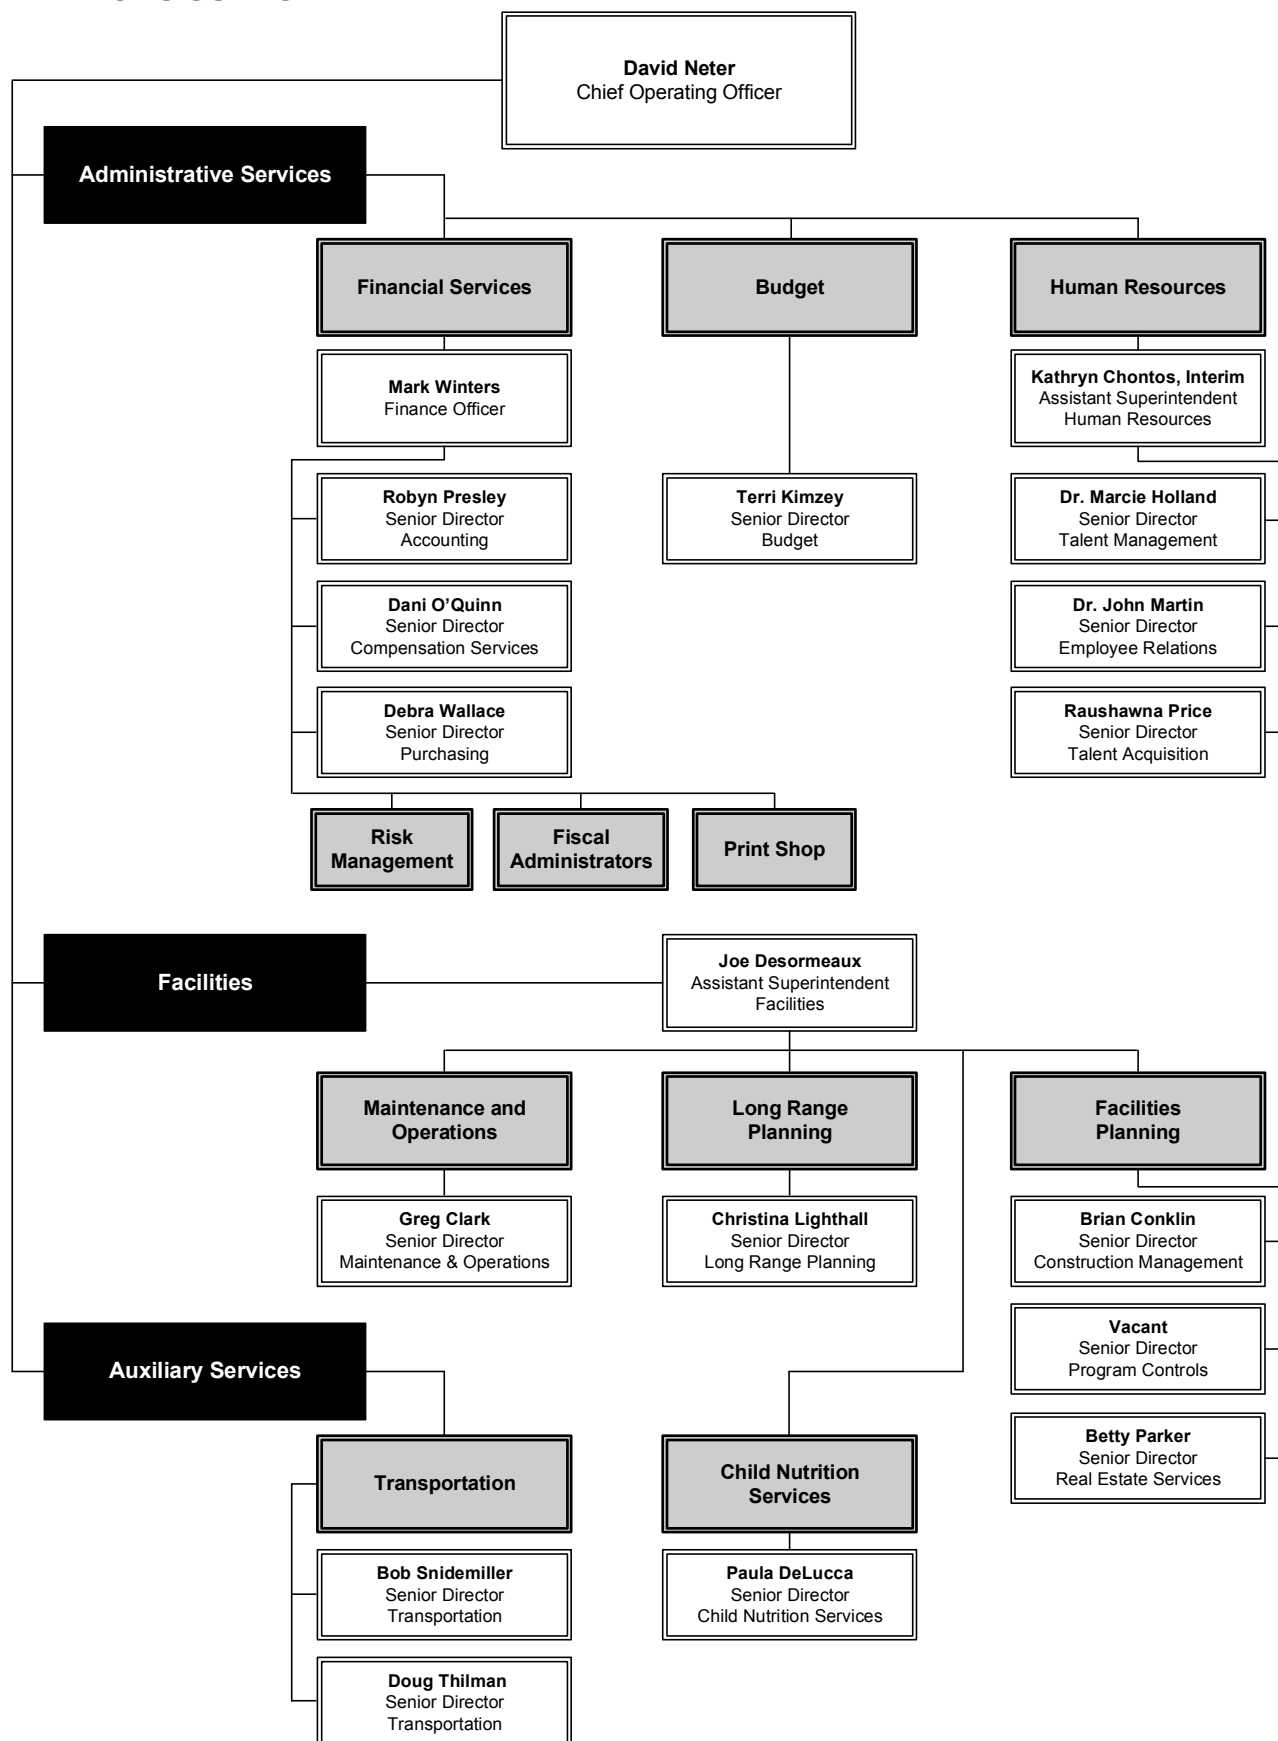 David Neter
Chief Operating Officer
Administrative Services
Financial Services
Budget
Human Resources
Mark Winters
Finance Officer
Kathryn Chontos, Interim
Assistant Superintendent
Human Resources
Robyn Presley
Senior Director
Accounting
Terri Kimzey
Senior Director
Budget
Dr. Marcie Holland
Senior Director
Talent Management
Dani O’Quinn
Senior Director
Compensation Services
Dr. John Martin
Senior Director
Employee Relations
Debra Wallace
Senior Director
Purchasing
Raushawna Price
Senior Director
Talent Acquisition
Risk
Management
Fiscal
Administrators
Print Shop
Facilities
Joe Desormeaux
Assistant Superintendent
Facilities
Maintenance and
Operations
Long Range
Planning
Facilities
Planning
Greg Clark
Senior Director
Maintenance & Operations
Christina Lighthall
Senior Director
Long Range Planning
Brian Conklin
Senior Director
Construction Management
Vacant
Senior Director
Program Controls
Auxiliary Services
Betty Parker
Senior Director
Real Estate Services
Transportation
Child Nutrition
Services
Bob Snidemiller
Senior Director
Transportation
Paula DeLucca
Senior Director
Child Nutrition Services
Doug Thilman
Senior Director
Transportation